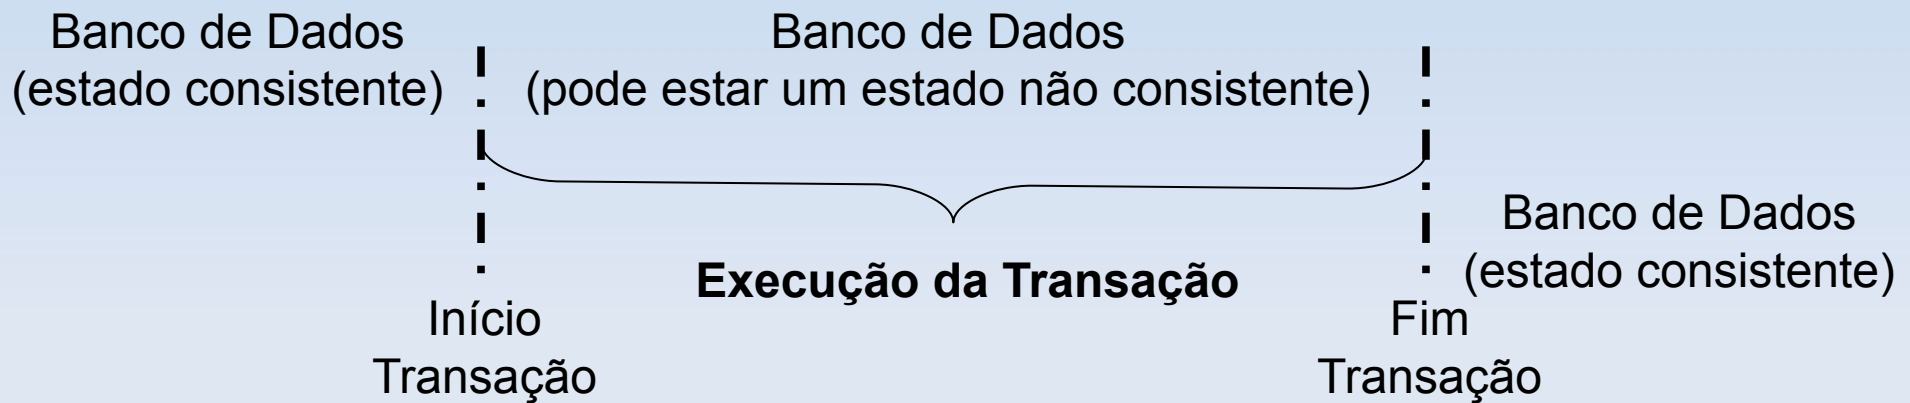 Banco de Dados
(estado consistente)
Banco de Dados
(pode estar um estado não consistente)
Banco de Dados
(estado consistente)
Execução da Transação
Início
Transação
Fim
Transação